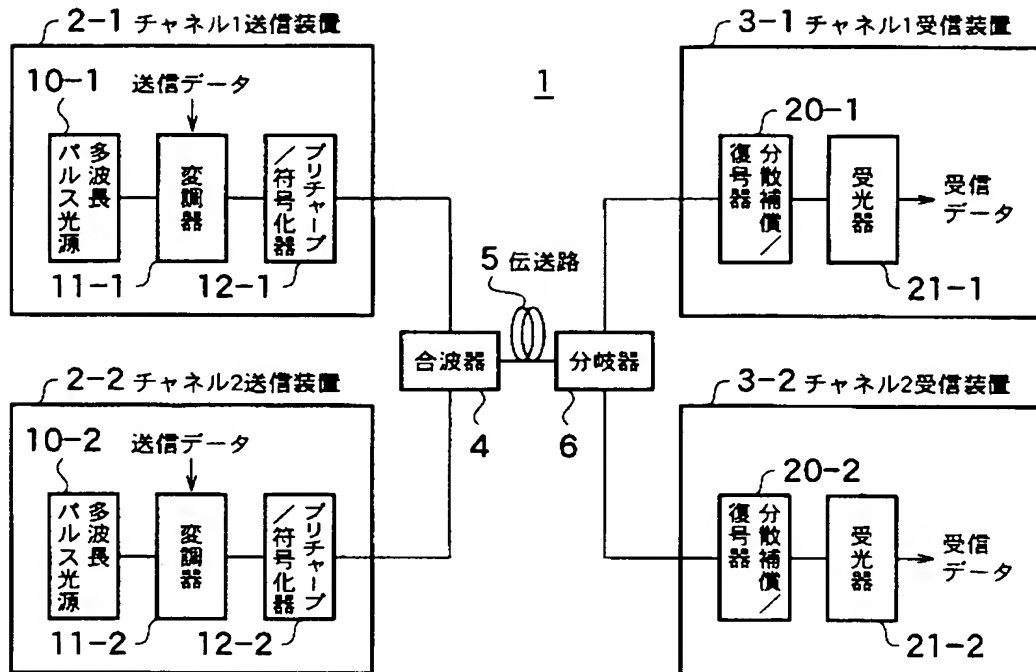 2-1 チャネル1送信装置
10-1
送信データ
多波長
パルス光源
変調器
プリチャープ
/符号化器
11-1
12-1
1
3-1 チャネル1受信装置
20-1
分散補償/
復号器
受光器
受信
データ
21-1
5 伝送路
合波器
分岐器
4
6
2-2 チャネル2送信装置
10-2
送信データ
多波長
パルス光源
変調器
プリチャープ
/符号化器
11-2
12-2
3-2 チャネル2受信装置
20-2
分散補償/
復号器
受光器
受信
データ
21-2